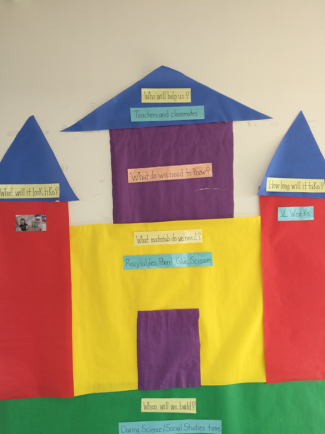 Who will help us?
Teachers and classmates
What do we need to know?
What will it look like?
How long will it take?
What materials do we need?
Recyclables, Paint, Glue, Scissors
When will we build?
During Science/Social Studies time